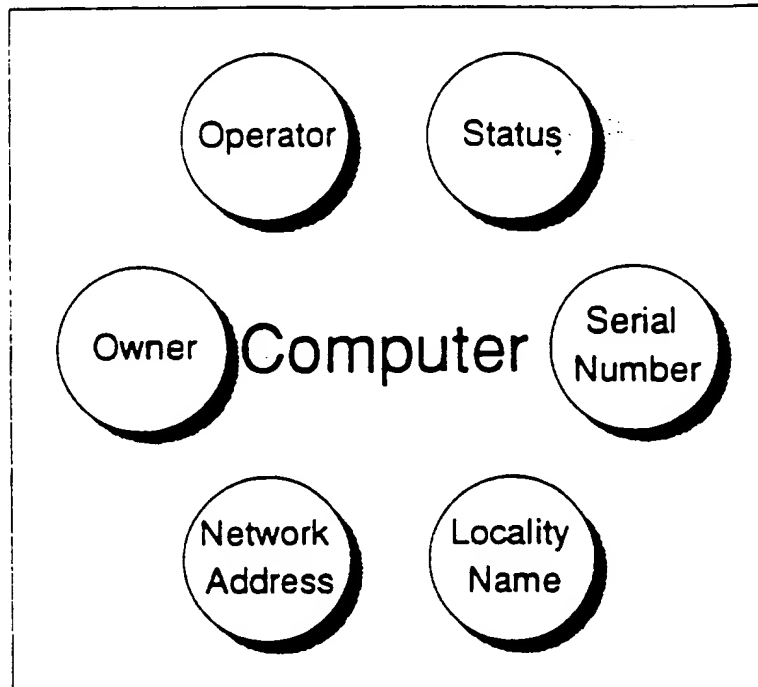 Operator
Status
Owner
Computer
Serial
Number
Network
Address
Locality
Name